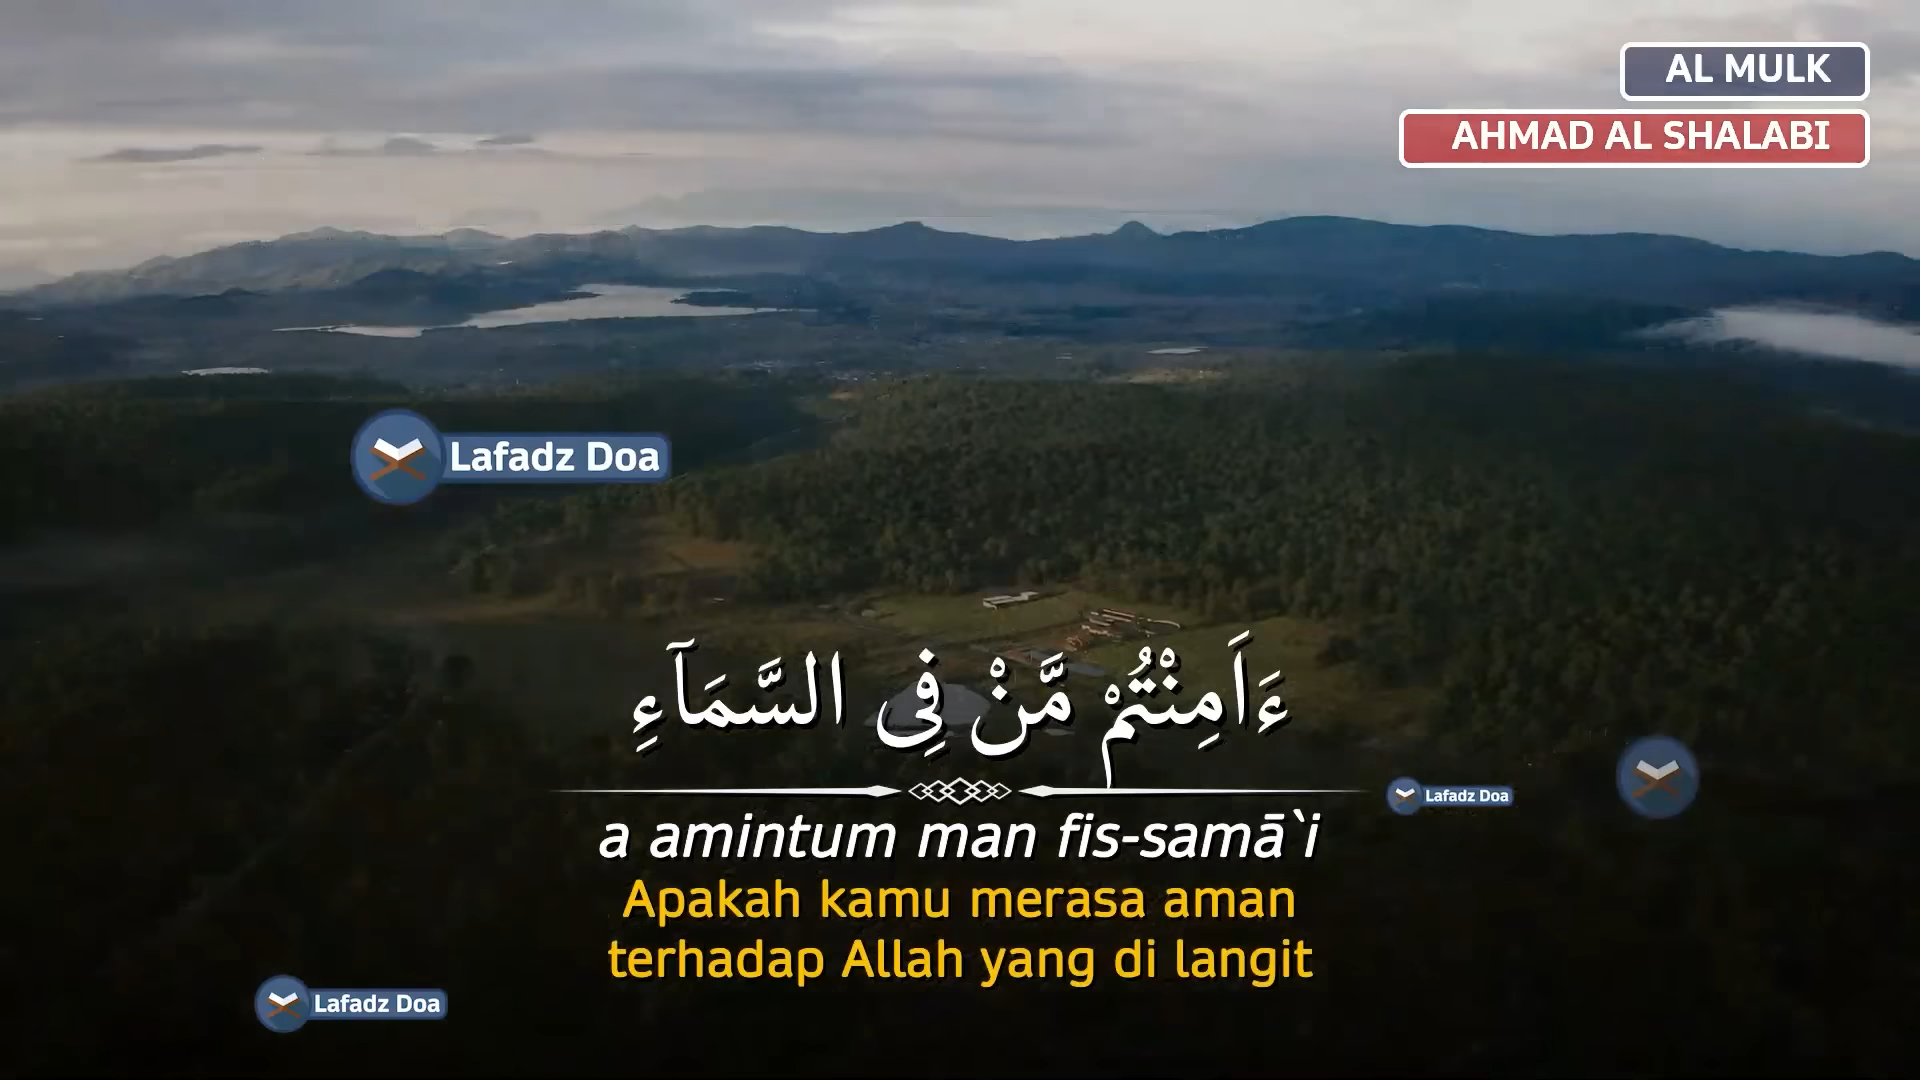 AL MULK
AHMAD AL SHALABI
Lafadz Doa
ءَاَمِنْتُمْ مَّنْ فِى السَّمَآءِ
Lafadz Doa
a amintum man fis-samā`i
Apakah kamu merasa aman
terhadap Allah yang di langit
Lafadz Doa